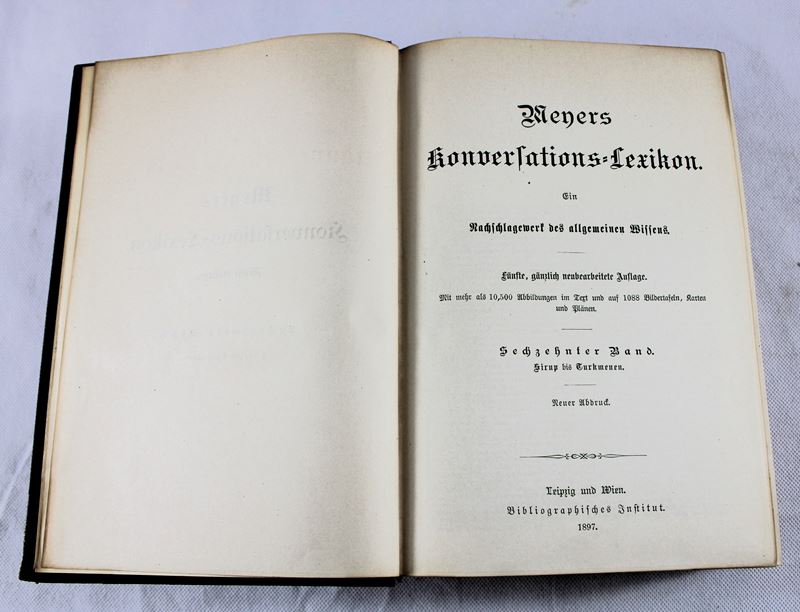 Meyers
Konversations-Lexikon.
Ein
Nachschlagewerk des allgemeinen Wissens.
Fünfte, gänzlich neubearbeitete Auflage.
Mit mehr als 10,500 Abbildungen im Text und auf 1088 Bildertafeln, Karten
und Plänen.
Sechzehnter Band.
Sirup bis Turkmenen.
Neuer Abdruck.
Leipzig und Wien.
Bibliographisches Institut.
1897.